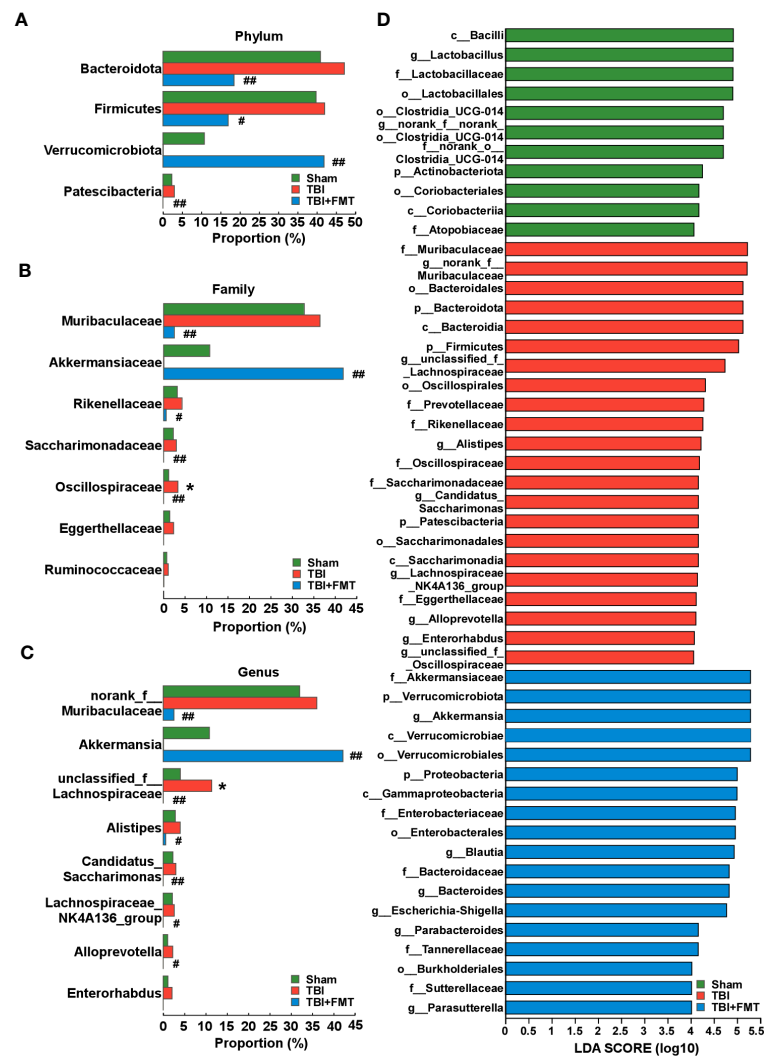 A
Phylum
Bacteroidota
##
Firmicutes
#
Verrucomicrobiota
##
Patescibacteria
##
Sham
TBI
TBI+FMT
0 5 10 15 20 25 30 35 40 45 50
Proportion (%)
B
Family
Muribaculaceae
##
Akkermansiaceae
##
Rikenellaceae
#
Saccharimonadaceae
##
Oscillospiraceae
*
##
Eggerthellaceae
Ruminococcaceae
Sham
TBI
TBI+FMT
0 5 10 15 20 25 30 35 40 45
Proportion (%)
C
Genus
norank_f__
Muribaculaceae
##
Akkermansia
##
unclassified_f__
Lachnospiraceae
*
##
Alistipes
#
Candidatus_
Saccharimonas
##
Lachnospiraceae_
NK4A136_group
#
Alloprevotella
#
Enterorhabdus
Sham
TBI
TBI+FMT
0 5 10 15 20 25 30 35 40 45
Proportion (%)
D
c__Bacilli
g__Lactobacillus
f__Lactobacillaceae
o__Lactobacillales
o__Clostridia_UCG-014
g__norank_f__norank_
o__Clostridia_UCG-014
f__norank_o__
Clostridia_UCG-014
p__Actinobacteriota
o__Coriobacteriales
c__Coriobacteriia
f__Atopobiaceae
f__Muribaculaceae
g__norank_f__
Muribaculaceae
o__Bacteroidales
p__Bacteroidota
c__Bacteroidia
p__Firmicutes
g__unclassified_f_
_Lachnospiraceae
o__Oscillospirales
f__Prevotellaceae
f__Rikenellaceae
g__Alistipes
f__Oscillospiraceae
f__Saccharimonadaceae
g__Candidatus_
Saccharimonas
p__Patescibacteria
o__Saccharimonadales
c__Saccharimonadia
g__Lachnospiraceae
_NK4A136_group
f__Eggerthellaceae
g__Alloprevotella
g__Enterorhabdus
g__unclassified_f_
_Oscillospiraceae
f__Akkermansiaceae
p__Verrucomicrobiota
g__Akkermansia
c__Verrucomicrobiae
o__Verrucomicrobiales
p__Proteobacteria
c__Gammaproteobacteria
f__Enterobacteriaceae
o__Enterobacterales
g__Blautia
f__Bacteroidaceae
g__Bacteroides
g__Escherichia-Shigella
g__Parabacteroides
f__Tannerellaceae
o__Burkholderiales
f__Sutterellaceae
g__Parasutterella
Sham
TBI
TBI+FMT
0 0.5 1 1.5 2 2.5 3 3.5 4 4.5 5 5.5
LDA SCORE (log10)